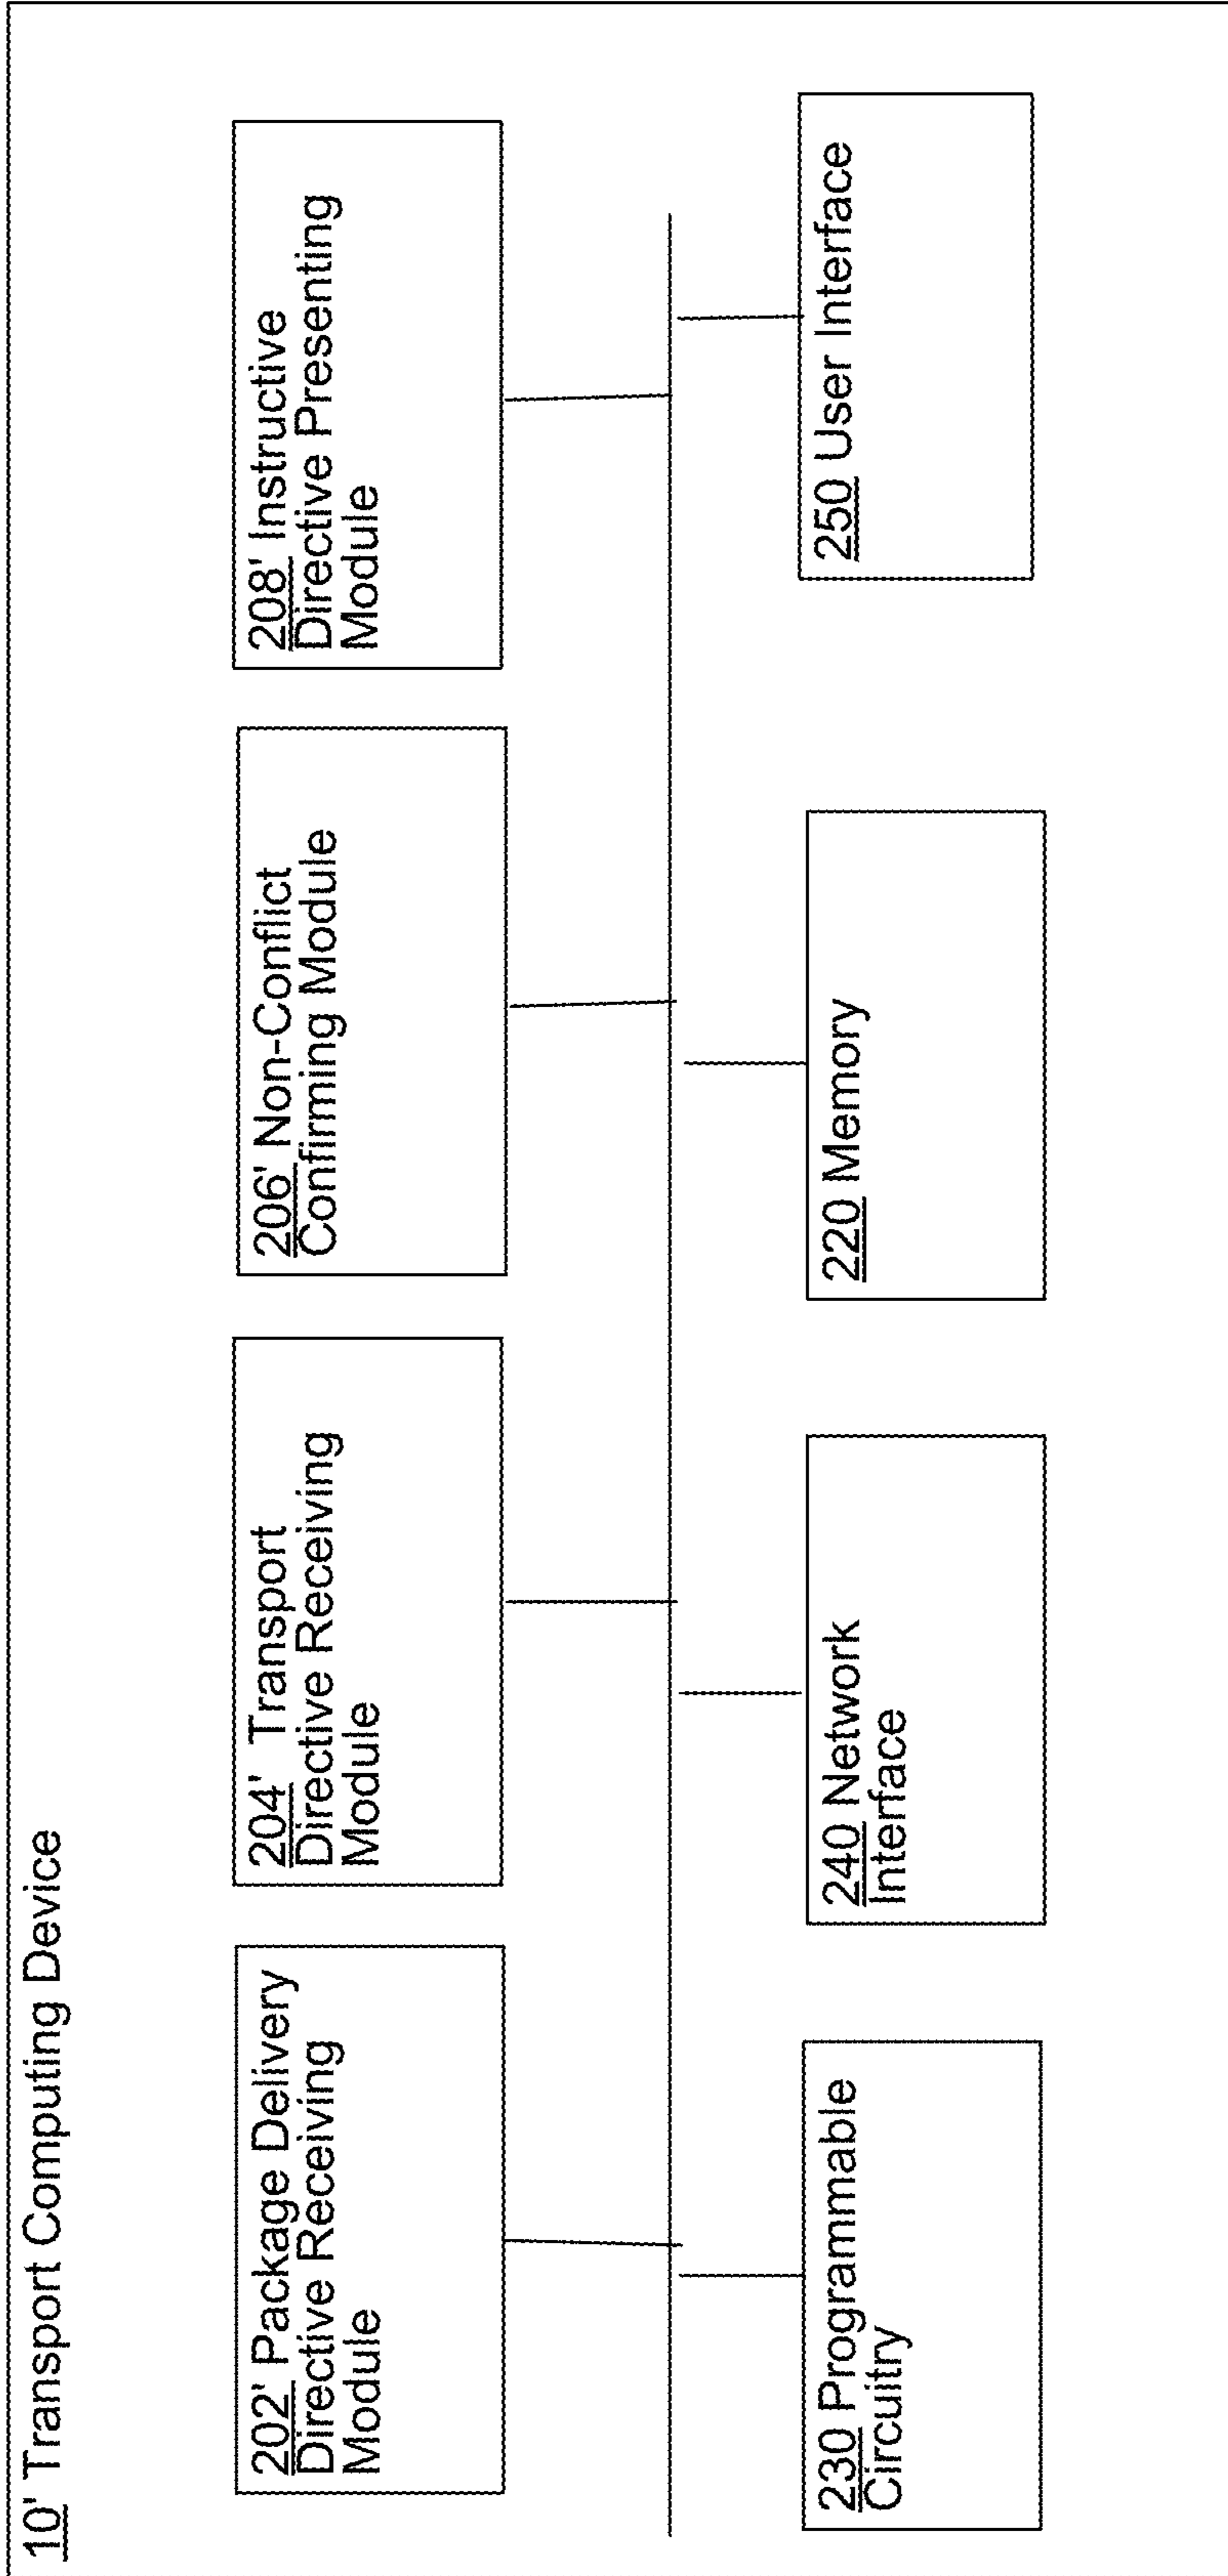 10' Transport Computing Device
202' Package Delivery
Directive Receiving
Module
204' Transport
Directive Receiving
Module
206' Non-Conflict
Confirming Module
208' Instructive
Directive Presenting
Module
230 Programmable
Circuitry
240 Network
Interface
220 Memory
250 User Interface